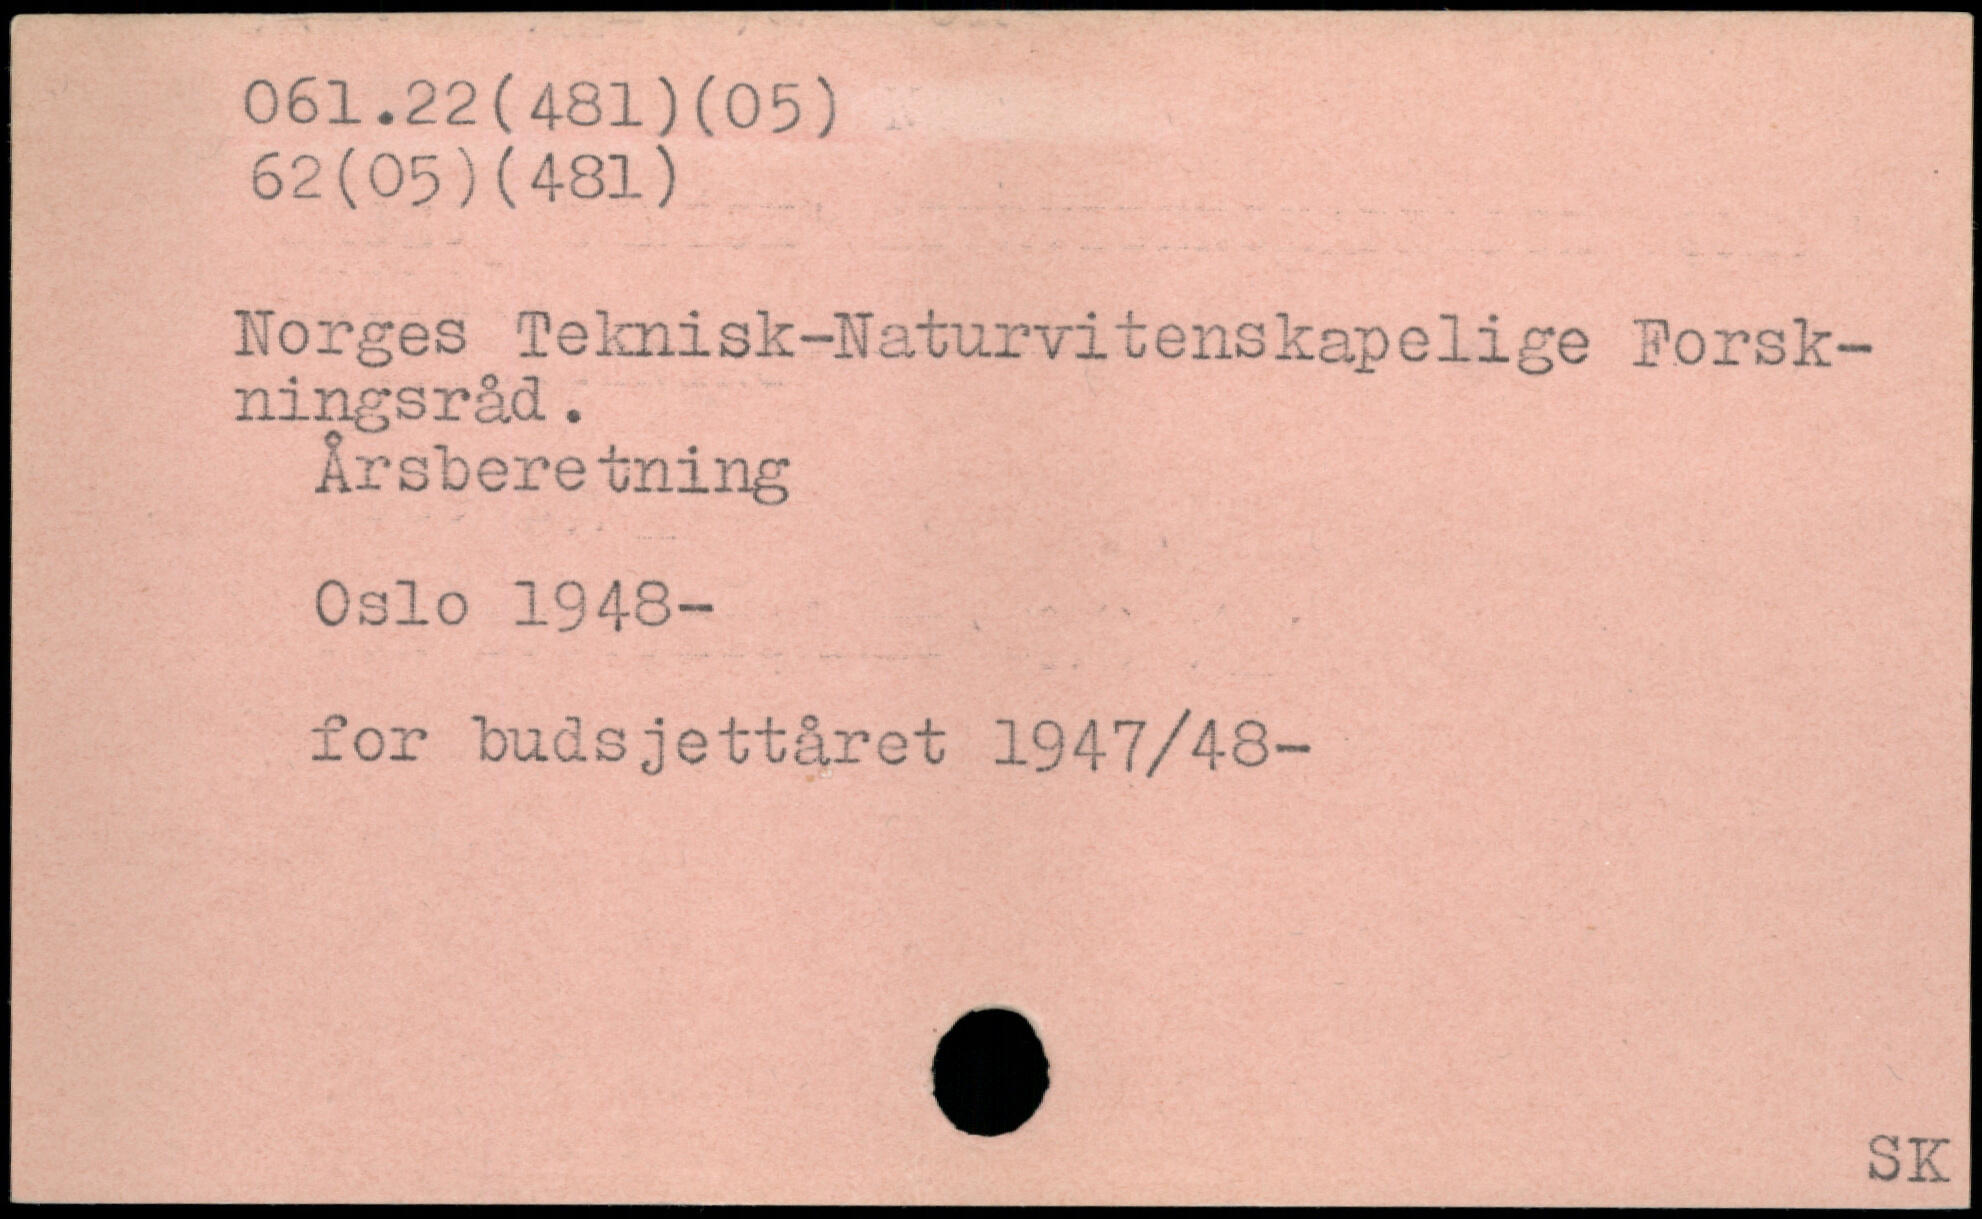 061.22(481)(05)
62(05)(481)
Norges Teknisk-Naturvitenskapelige Forsk-
ningsråd.
Årsberetning
Oslo 1948-
for budsjettåret 1947/48-
SK